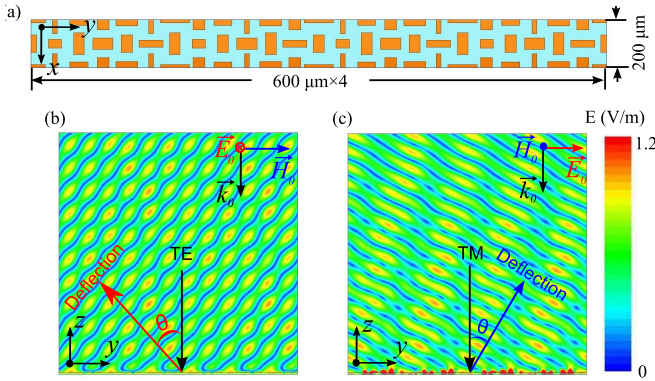 (a)
y
x
600 μm×4
200 μm
(b)
(c)
E (V/m)
E₀
H₀
k₀
H₀
E₀
k₀
1.2
0
TE
Deflection
θ
z
y
TM
Deflection
θ
z
y